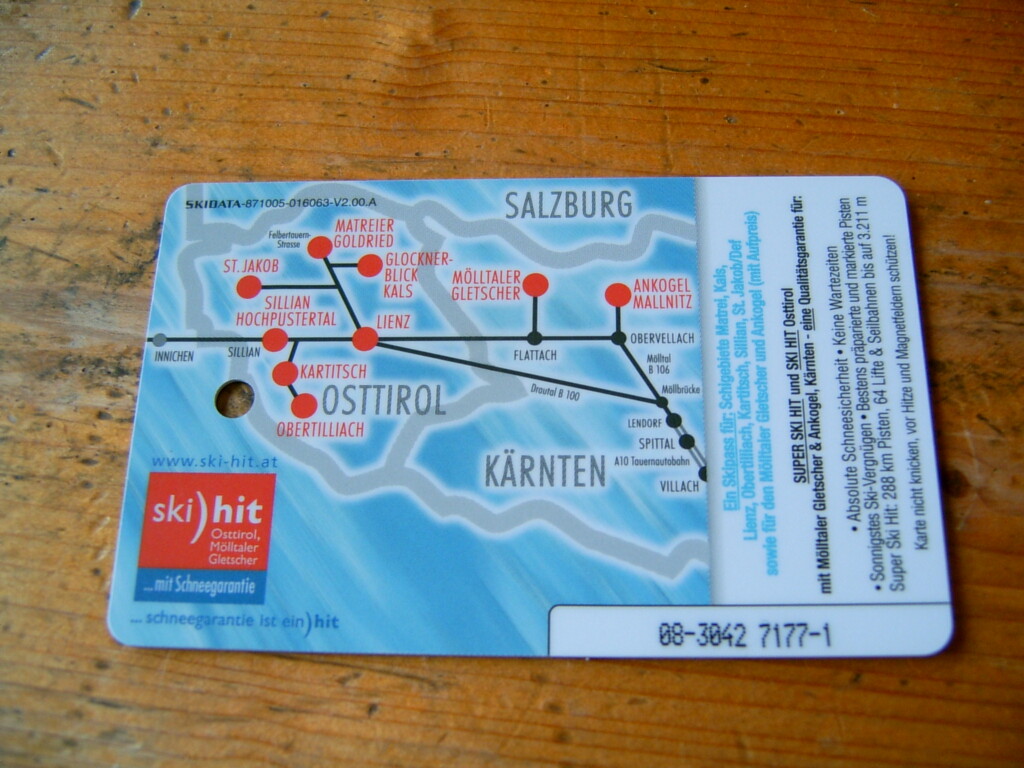 SKIDATA-871005-016063-V2.00.A
SALZBURG
MATREIER
GOLDRIED
Felbertauern-
Strasse
GLOCKNER-
BLICK
KALS
ST. JAKOB
MÖLLTALER
GLETSCHER
ANKOGEL
MALLNITZ
SILLIAN
HOCHPUSTERTAL
LIENZ
INNICHEN
SILLIAN
FLATTACH
OBERVELLACH
Mölltal
B 106
KARTITSCH
Drautal B 100
Möllbrücke
OSTTIROL
OBERTILLIACH
LENDORF
SPITTAL
A10 Tauernautobahn
KÄRNTEN
VILLACH
www.ski-hit.at
ski)hit
Osttirol,
Mölltaler
Gletscher
...mit Schneegarantie
... schneegarantie ist ein)hit
Ein Skipass für: Schigebiete Matrei, Kals,
Lienz, Obertilliach, Kartitsch, Sillian, St. Jakob/Def
sowie für den Mölltaler Gletscher und Ankogel (mit Aufpreis)
SUPER SKI HIT und SKI HIT Osttirol
mit Mölltaler Gletscher & Ankogel, Kärnten - eine Qualitätsgarantie für:
• Absolute Schneesicherheit • Keine Wartezeiten
• Sonnigstes Ski-Vergnügen • Bestens präparierte und markierte Pisten
Super Ski Hit: 288 km Pisten, 64 Lifte & Seilbahnen bis auf 3.211 m
Karte nicht knicken, vor Hitze und Magnetfeldern schützen!
08-3042 7177-1